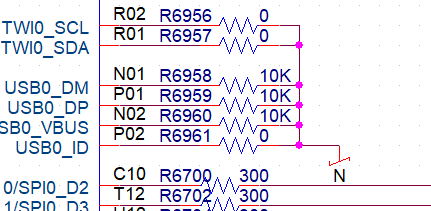 TWI0_SCL R02 R6956 0
TWI0_SDA R01 R6957 0
USB0_DM N01 R6958 10K
USB0_DP P01 R6959 10K
SB0_VBUS N02 R6960 10K
USB0_ID P02 R6961 0
N
0/SPI0_D2 C10 R6700 300
1/SPI0_D3 T12 R6702 300